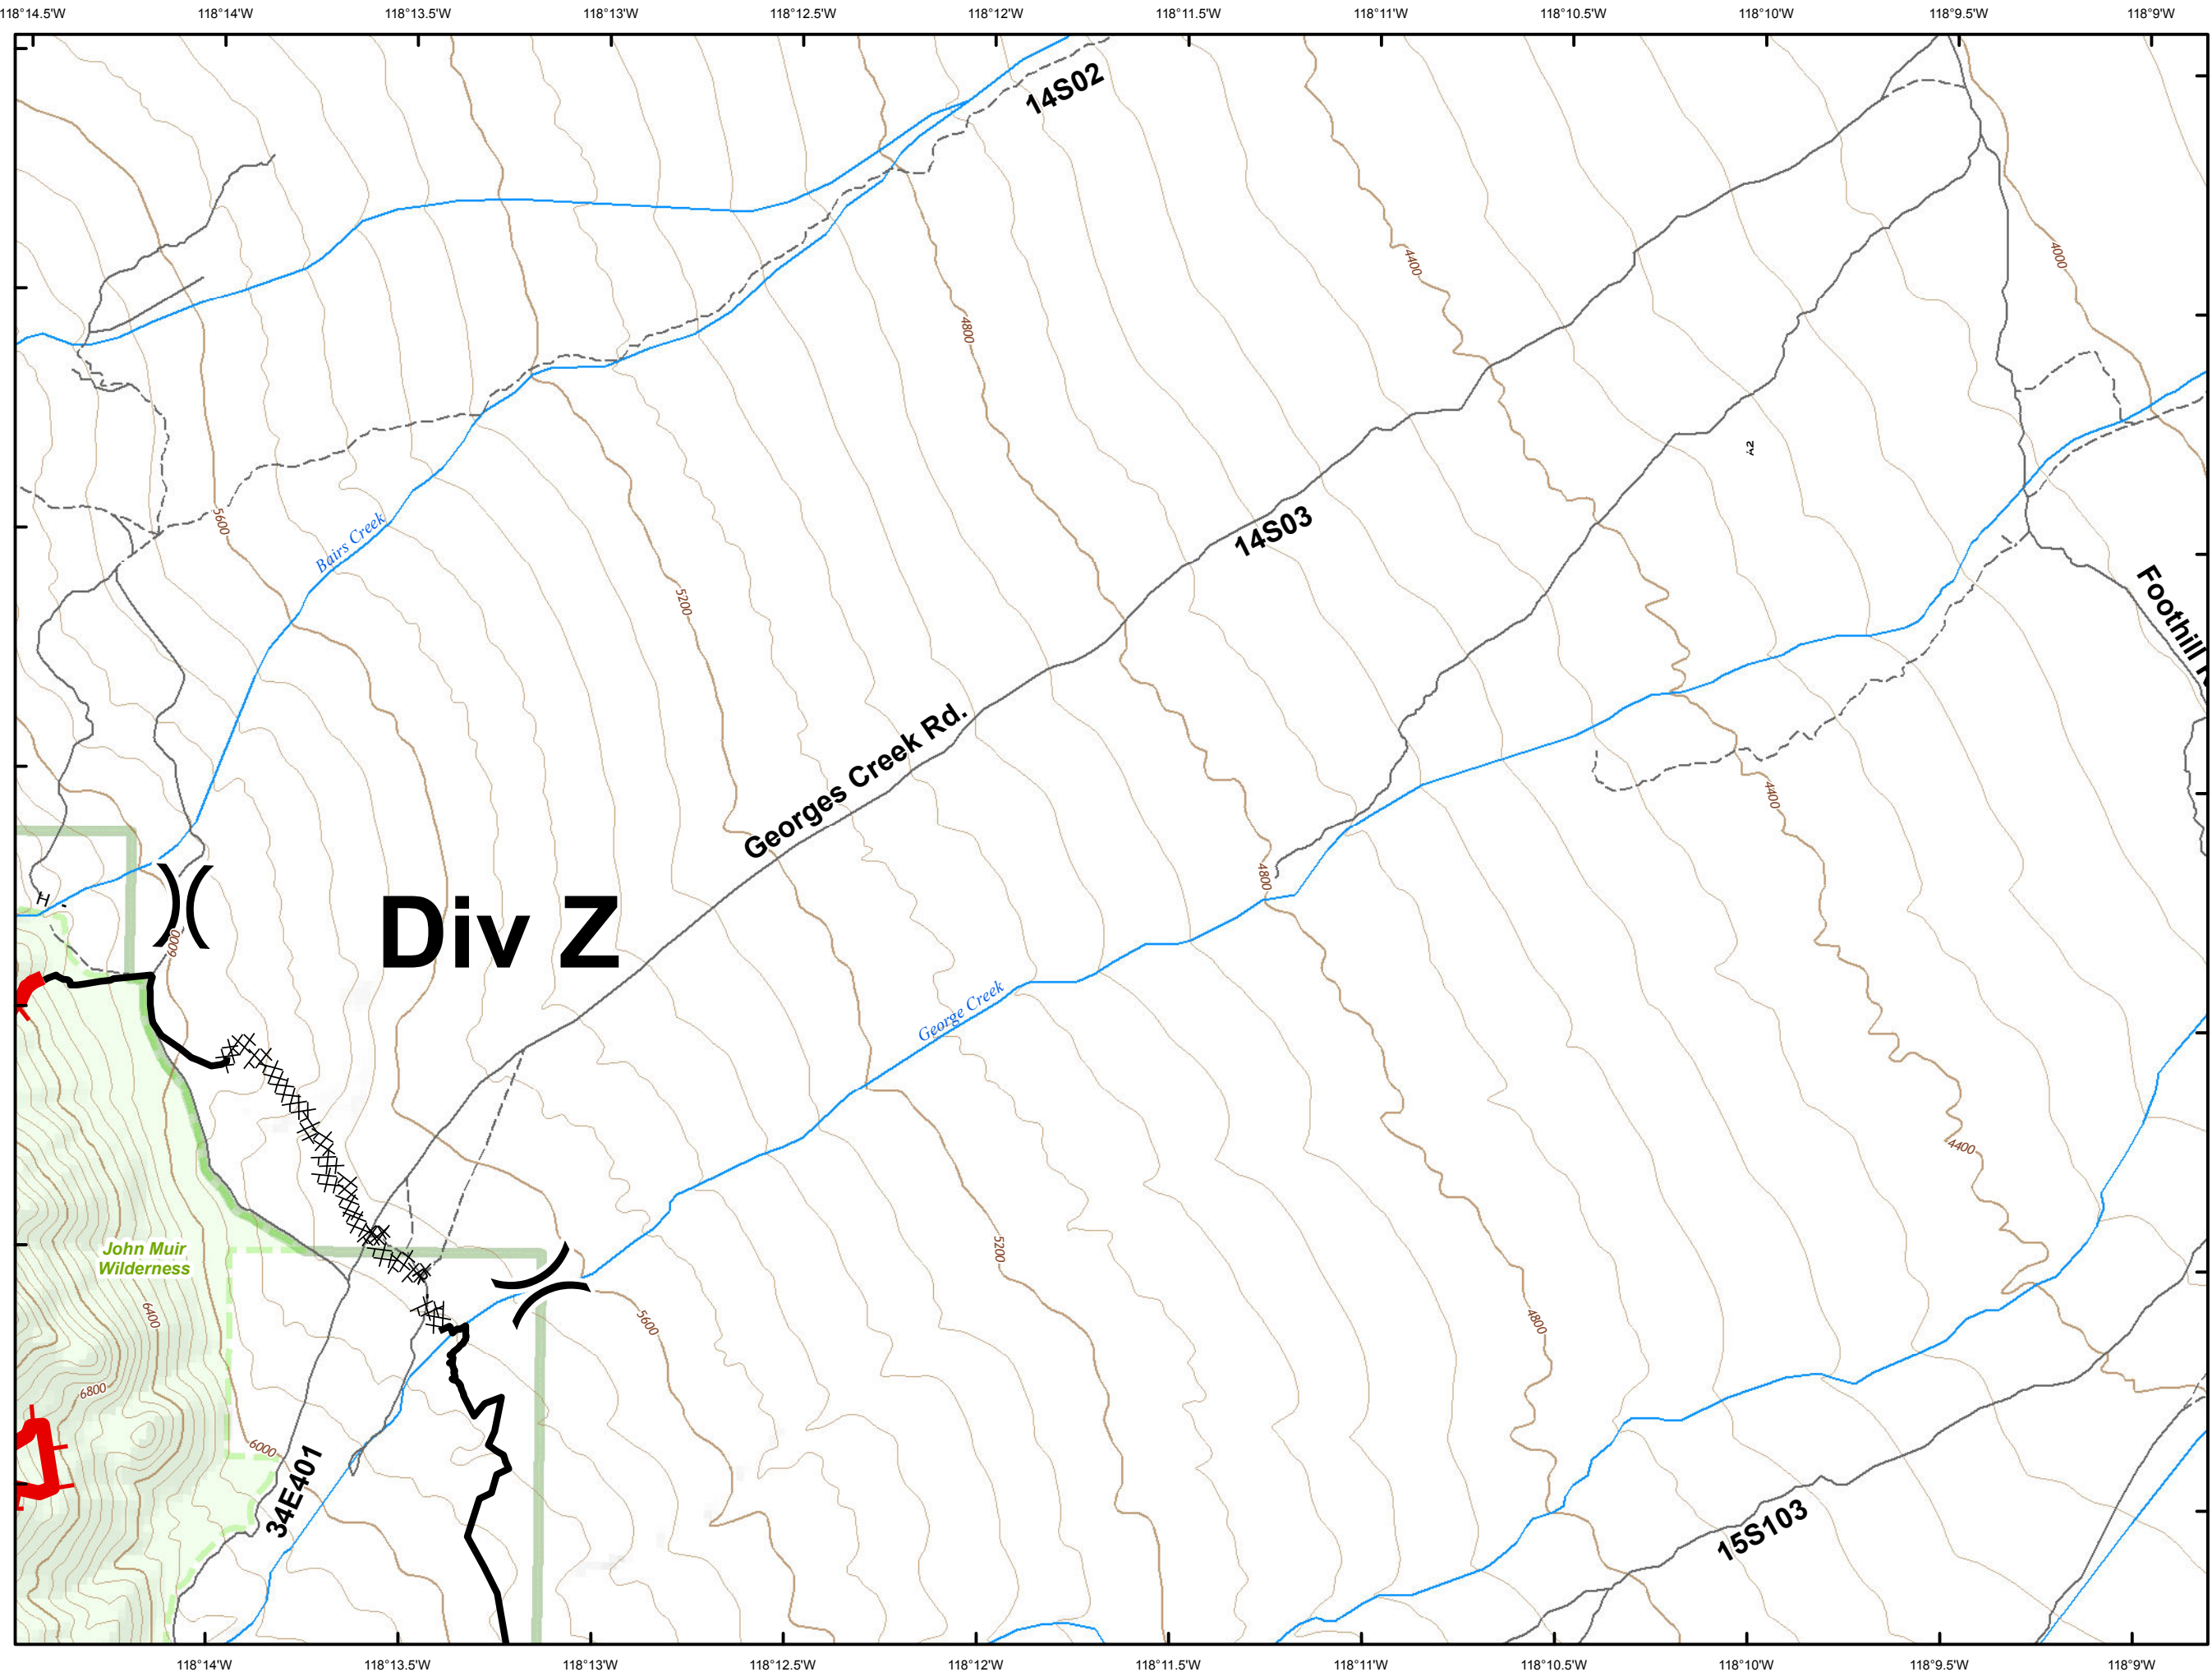 118°14.5'W 118°14'W 118°13.5'W 118°13'W 118°12.5'W 118°12'W 118°11.5'W 118°11'W 118°10.5'W 118°10'W 118°9.5'W 118°9'W
14S02
4400
4000
4800
A2
5600
14S03
Bairs Creek
5200
Foothill
Georges Creek Rd.
4400
4800
H
Div Z
6000
George Creek
4400
John Muir
Wilderness
5200
6400
5600
4800
6800
6000
34E401
15S103
118°14'W 118°13.5'W 118°13'W 118°12.5'W 118°12'W 118°11.5'W 118°11'W 118°10.5'W 118°10'W 118°9.5'W 118°9'W